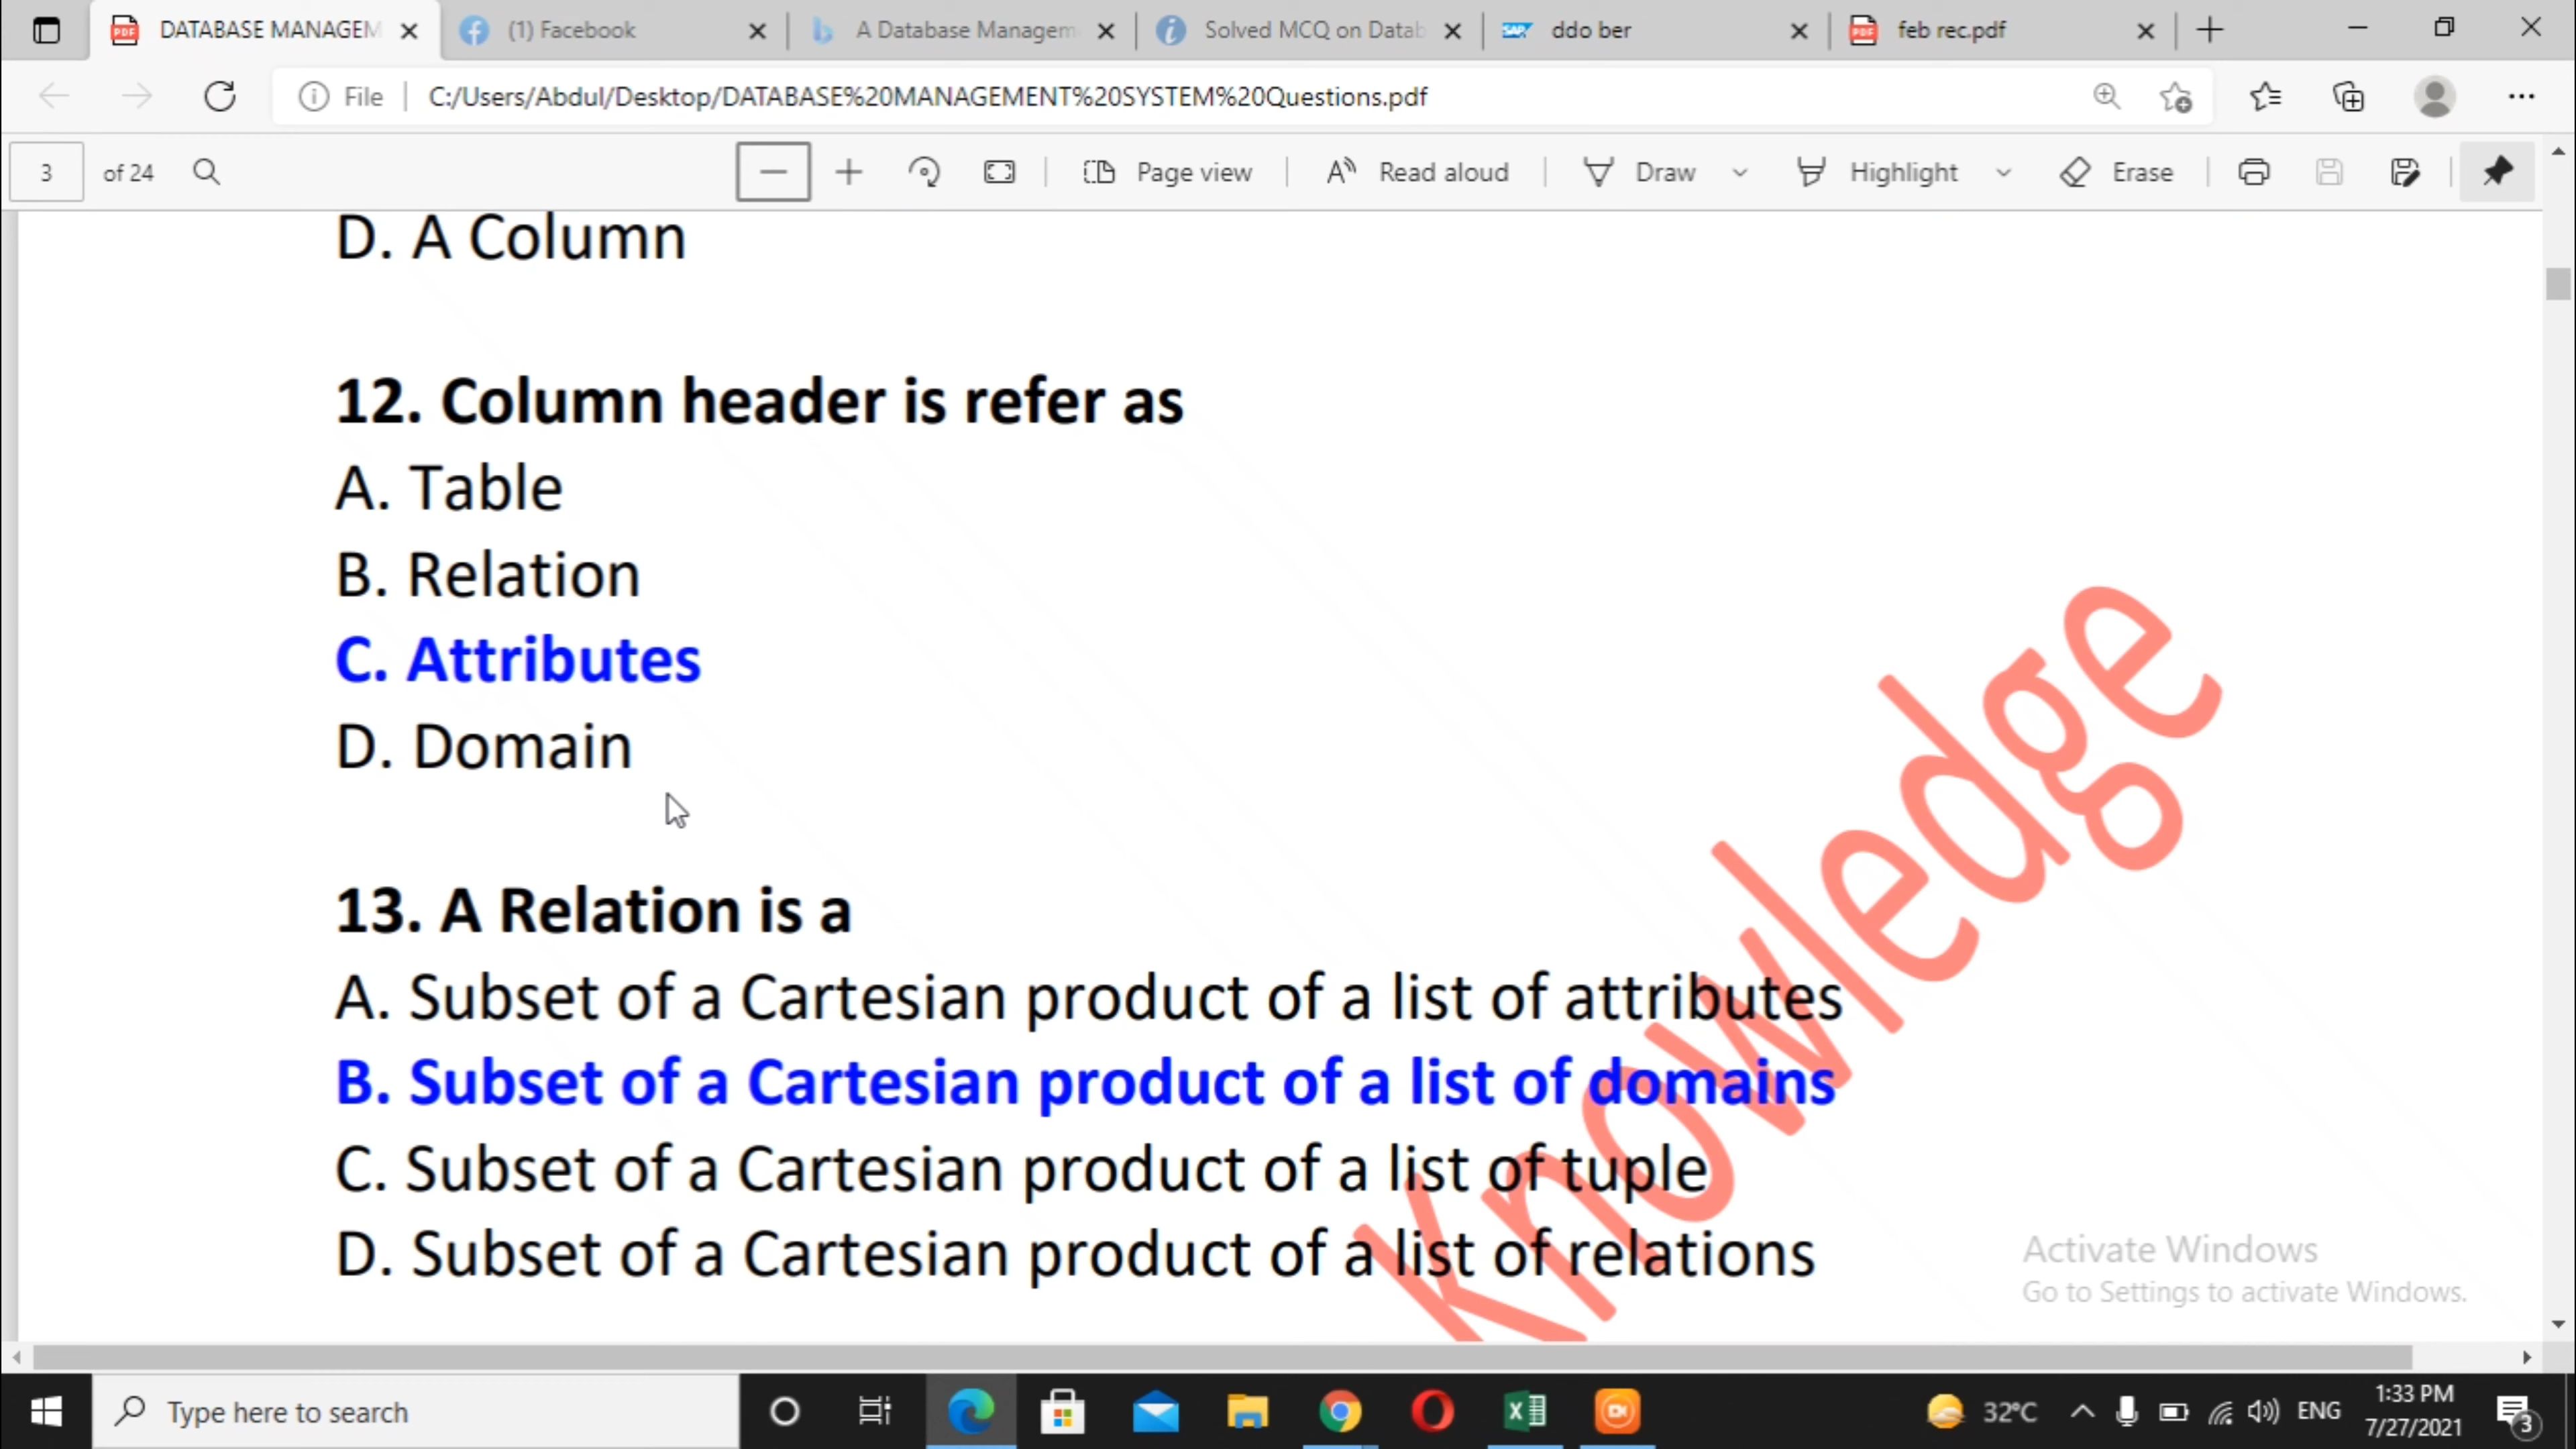 DATABASE MANAGEM
(1) Facebook
A Database Managem
Solved MCQ on Datab
SAP
ddo ber
PDF
feb rec.pdf
File
C:/Users/Abdul/Desktop/DATABASE%20MANAGEMENT%20SYSTEM%20Questions.pdf
3 of 24
Page view
Read aloud
Draw
Highlight
Erase
D. A Column
12. Column header is refer as
A. Table
B. Relation
C. Attributes
D. Domain
13. A Relation is a
A. Subset of a Cartesian product of a list of attributes
B. Subset of a Cartesian product of a list of domains
C. Subset of a Cartesian product of a list of tuple
D. Subset of a Cartesian product of a list of relations
Knowledge
Activate Windows
Go to Settings to activate Windows.
Type here to search
32°C
ENG
1:33 PM
7/27/2021
3